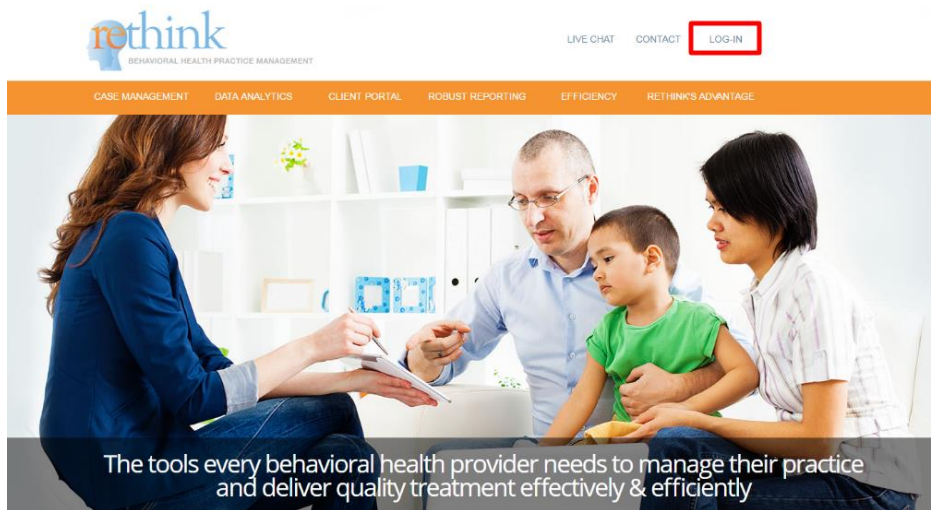 rethink
BEHAVIORAL HEALTH PRACTICE MANAGEMENT
LIVE CHAT CONTACT LOG-IN
CASE MANAGEMENT DATA ANALYTICS CLIENT PORTAL ROBUST REPORTING EFFICIENCY RETHINK'S ADVANTAGE
The tools every behavioral health provider needs to manage their practice
and deliver quality treatment effectively & efficiently